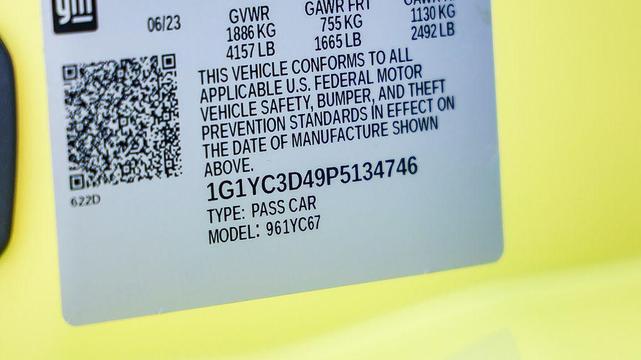 gm
06/23
GVWR GAWR FRT
1886 KG 755 KG 1130 KG
4157 LB 1665 LB 2492 LB
THIS VEHICLE CONFORMS TO ALL
APPLICABLE U.S. FEDERAL MOTOR
VEHICLE SAFETY, BUMPER, AND THEFT
PREVENTION STANDARDS IN EFFECT ON
THE DATE OF MANUFACTURE SHOWN
ABOVE.
622D
1G1YC3D49P5134746
TYPE: PASS CAR
MODEL: 961YC67